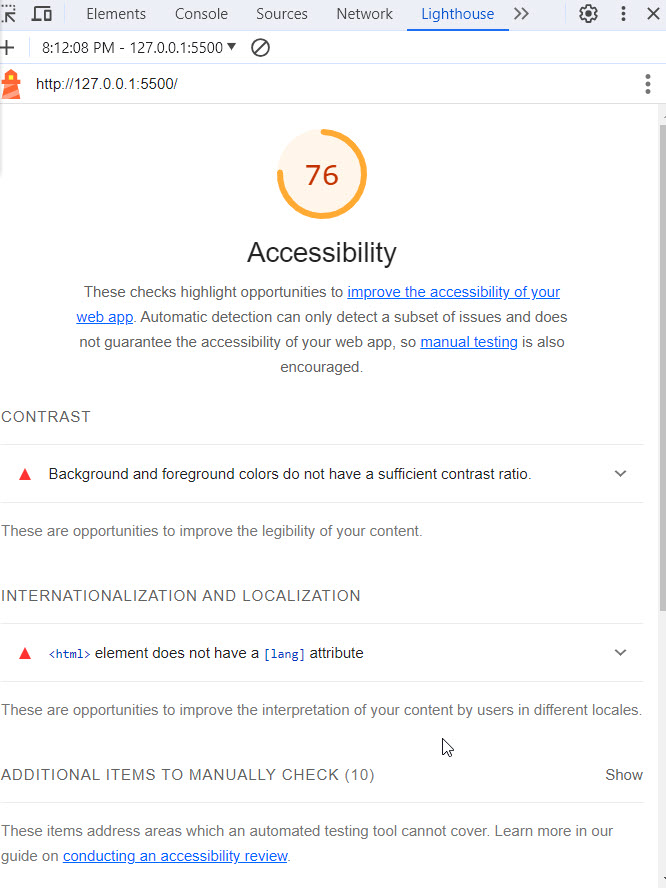 Elements Console Sources Network Lighthouse
8:12:08 PM - 127.0.0.1:5500
http://127.0.0.1:5500/
76
Accessibility
These checks highlight opportunities to improve the accessibility of your
web app. Automatic detection can only detect a subset of issues and does
not guarantee the accessibility of your web app, so manual testing is also
encouraged.
CONTRAST
Background and foreground colors do not have a sufficient contrast ratio.
These are opportunities to improve the legibility of your content.
INTERNATIONALIZATION AND LOCALIZATION
<html> element does not have a [lang] attribute
These are opportunities to improve the interpretation of your content by users in different locales.
ADDITIONAL ITEMS TO MANUALLY CHECK (10) Show
These items address areas which an automated testing tool cannot cover. Learn more in our
guide on conducting an accessibility review.